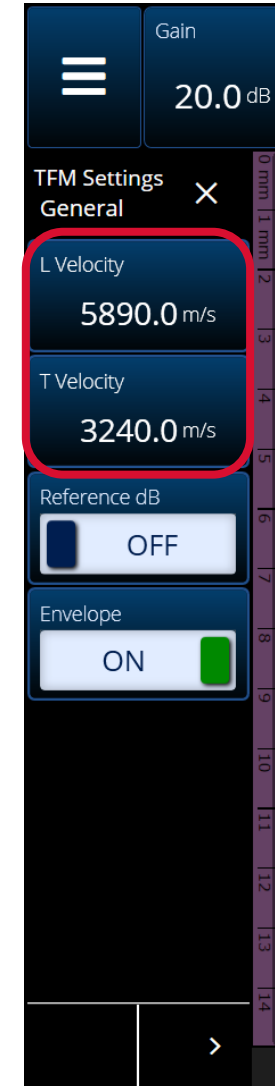 Gain
20.0 dB
TFM Settings
General
L Velocity
5890.0 m/s
T Velocity
3240.0 m/s
Reference dB
OFF
Envelope
ON
0 mm
1 mm
2
3
4
5
6
7
8
9
10
11
12
13
14